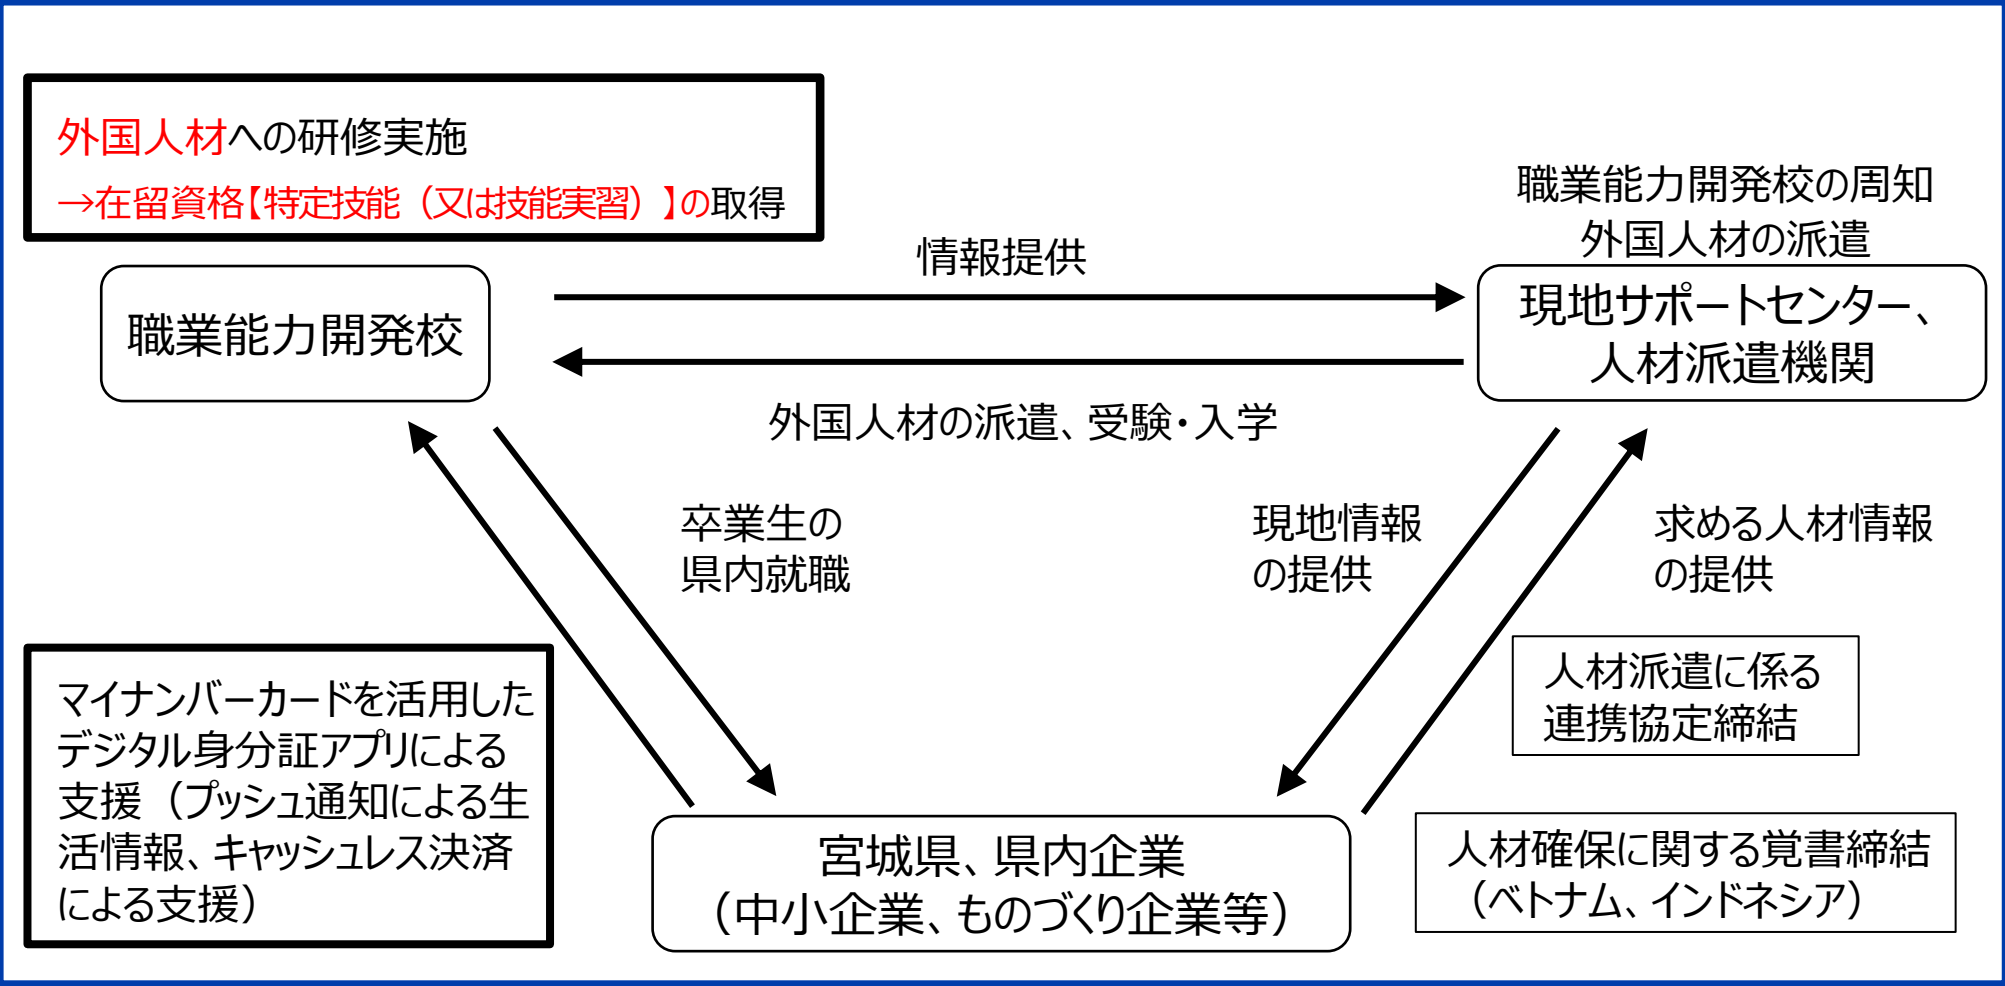 外国人材への研修実施
→在留資格【特定技能（又は技能実習）】の取得
職業能力開発校の周知
外国人材の派遣
情報提供
職業能力開発校
現地サポートセンター、
人材派遣機関
外国人材の派遣、受験・入学
卒業生の
県内就職
現地情報
の提供
求める人材情報
の提供
人材派遣に係る
連携協定締結
マイナンバーカードを活用した
デジタル身分証アプリによる
支援（プッシュ通知による生
活情報、キャッシュレス決済
による支援）
宮城県、県内企業
（中小企業、ものづくり企業等）
人材確保に関する覚書締結
（ベトナム、インドネシア）